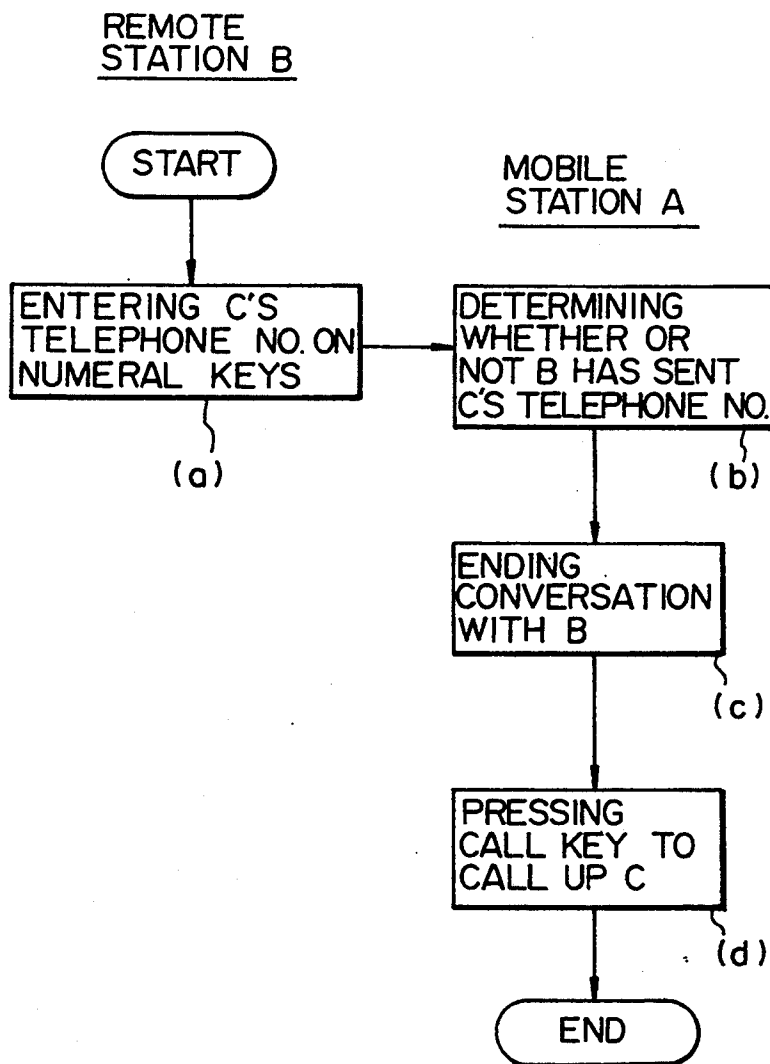 REMOTE
STATION B
START
MOBILE
STATION A
ENTERING C'S
TELEPHONE NO. ON
NUMERAL KEYS
(a)
DETERMINING
WHETHER OR
NOT B HAS SENT
C'S TELEPHONE NO.
(b)
ENDING
CONVERSATION
WITH B
(c)
PRESSING
CALL KEY TO
CALL UP C
(d)
END